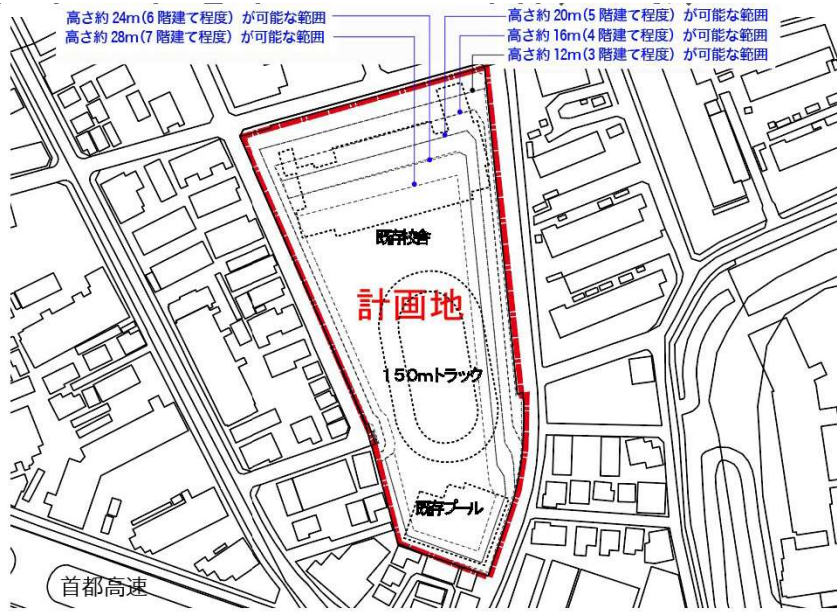 高さ約 24m(6 階建て程度) が可能な範囲
高さ約 28m(7 階建て程度) が可能な範囲
高さ約 20m(5 階建て程度) が可能な範囲
高さ約 16m(4 階建て程度) が可能な範囲
高さ約 12m(3 階建て程度) が可能な範囲
既存校舎
計画地
150mトラック
既存プール
首都高速